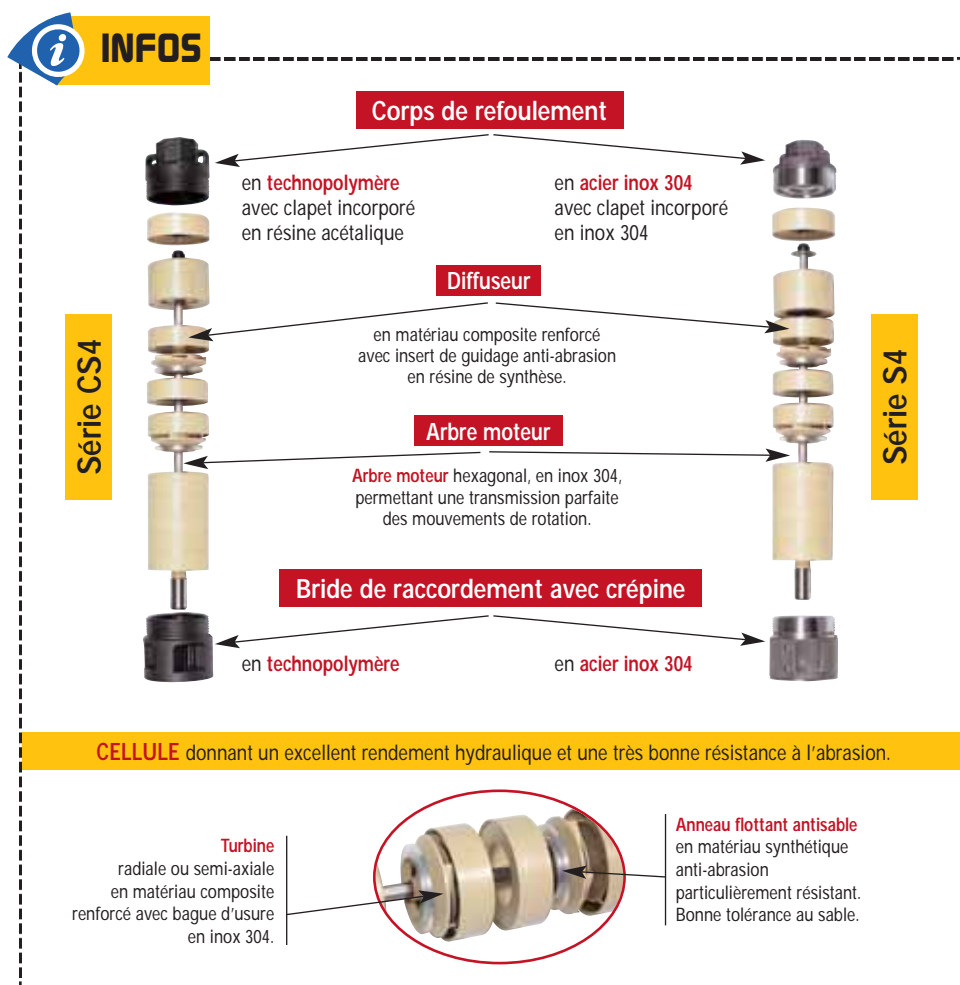 i INFOS
Corps de refoulement
en technopolymère
avec clapet incorporé
en résine acétalique
en acier inox 304
avec clapet incorporé
en inox 304
Diffuseur
en matériau composite renforcé
avec insert de guidage anti-abrasion
en résine de synthèse.
Série CS4
Série S4
Arbre moteur
Arbre moteur hexagonal, en inox 304,
permettant une transmission parfaite
des mouvements de rotation.
Bride de raccordement avec crépine
en technopolymère
en acier inox 304
CELLULE donnant un excellent rendement hydraulique et une très bonne résistance à l'abrasion.
Turbine
radiale ou semi-axiale
en matériau composite
renforcé avec bague d'usure
en inox 304.
Anneau flottant antisable
en matériau synthétique
anti-abrasion
particulièrement résistant.
Bonne tolérance au sable.